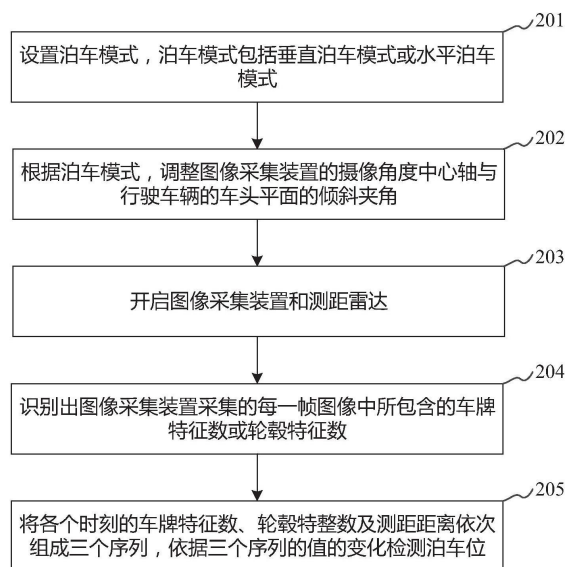 201
设置泊车模式，泊车模式包括垂直泊车模式或水平泊车
模式
202
根据泊车模式，调整图像采集装置的摄像角度中心轴与
行驶车辆的车头平面的倾斜夹角
203
开启图像采集装置和测距雷达
204
识别出图像采集装置采集的每一帧图像中所包含的车牌
特征数或轮毂特征数
205
将各个时刻的车牌特征数、轮毂特整数及测距距离依次
组成三个序列，依据三个序列的值的变化检测泊车位